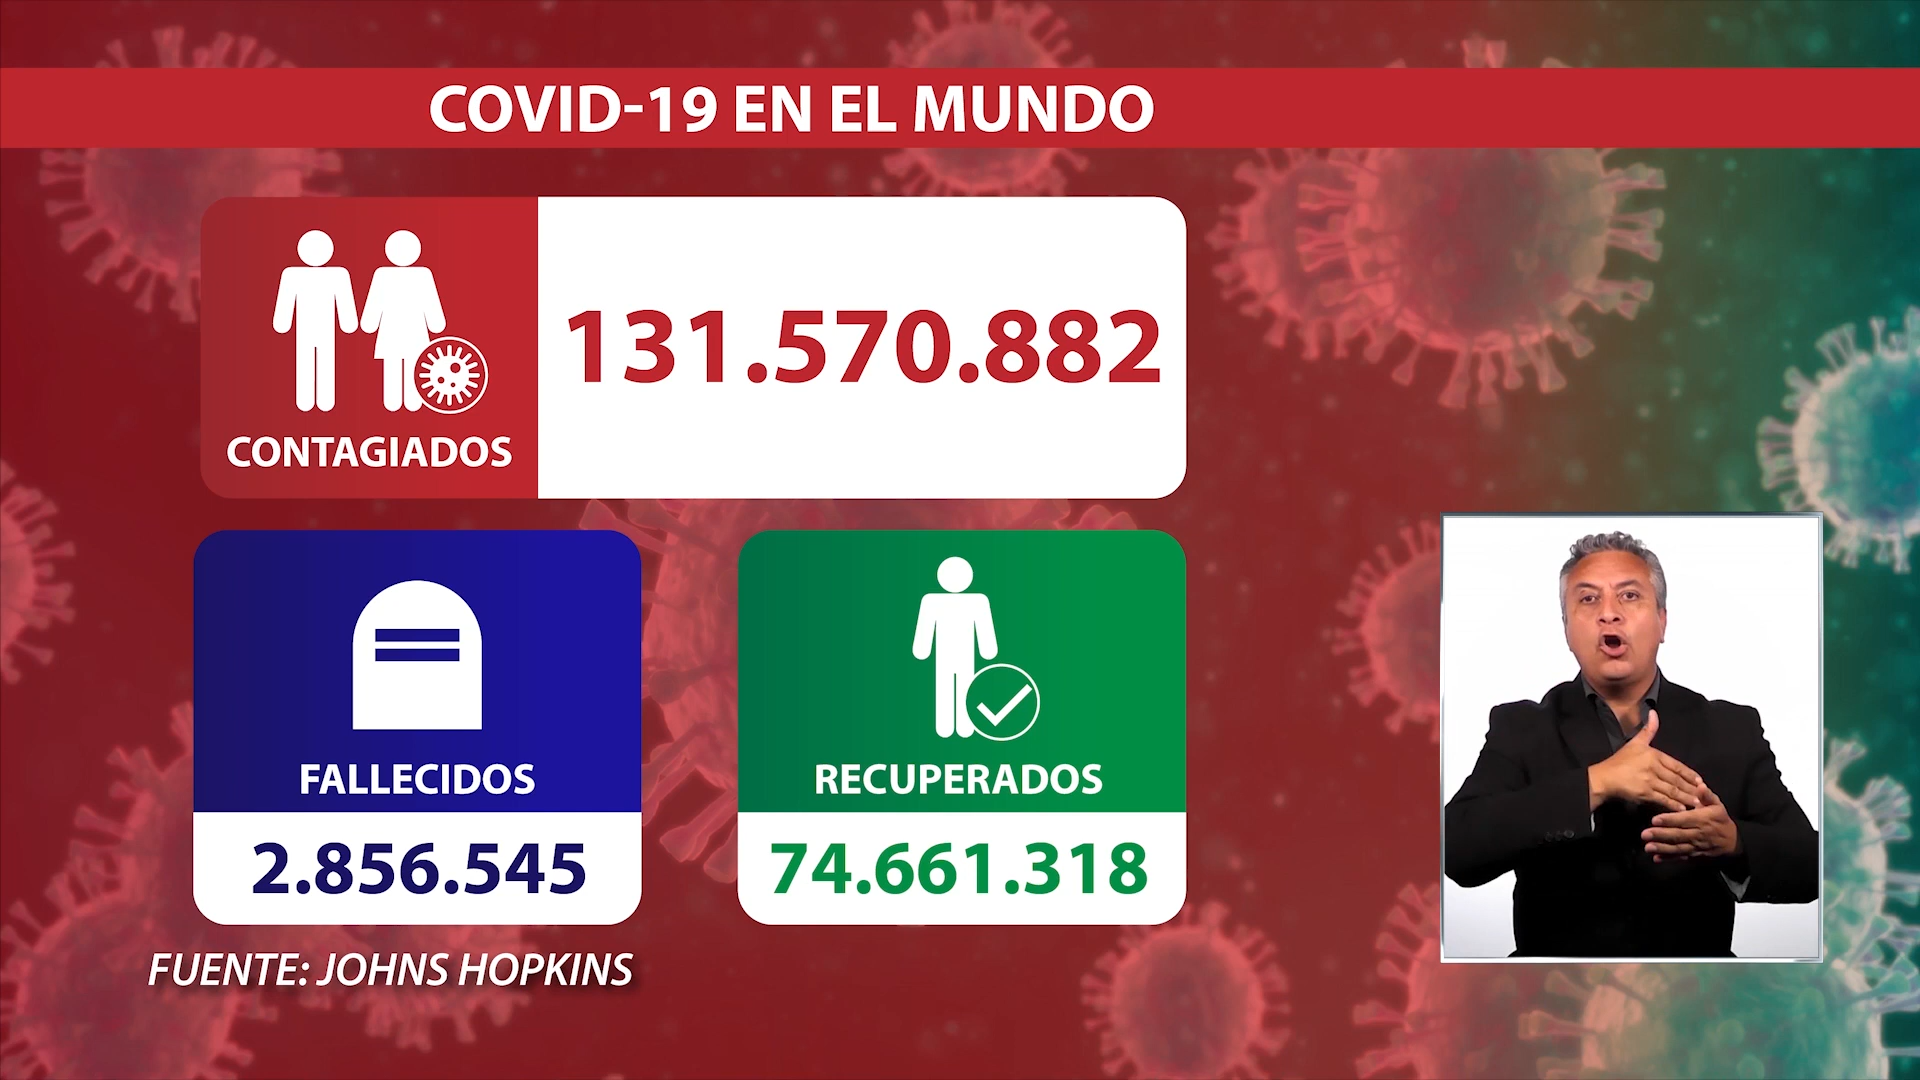 COVID-19 EN EL MUNDO
CONTAGIADOS
131.570.882
FALLECIDOS
2.856.545
RECUPERADOS
74.661.318
FUENTE: JOHNS HOPKINS